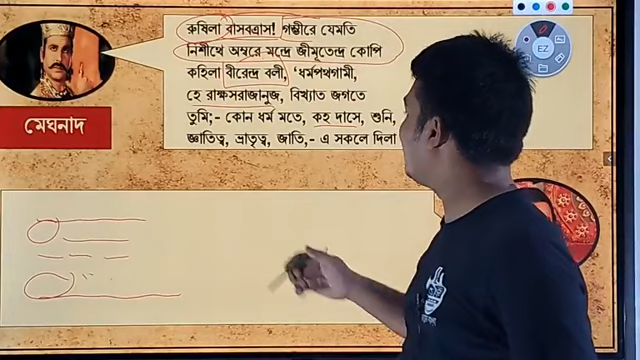 রুষিলা বাসবত্রাস! গম্ভীরে যেমতি
নিশীথে অম্বরে মন্দ্রে জীমূতেন্দ্র কোপি
কহিলা বীরেন্দ্র বলী, 'ধর্মপথগামী,
হে রাক্ষসরাজানুজ, বিখ্যাত জগতে
তুমি;- কোন ধর্ম মতে, কহ দাসে, শুনি,
জ্ঞাতিত্ব, ভ্রাতৃত্ব, জাতি,- এ সকলে দিলা
মেঘনাদ
EZ